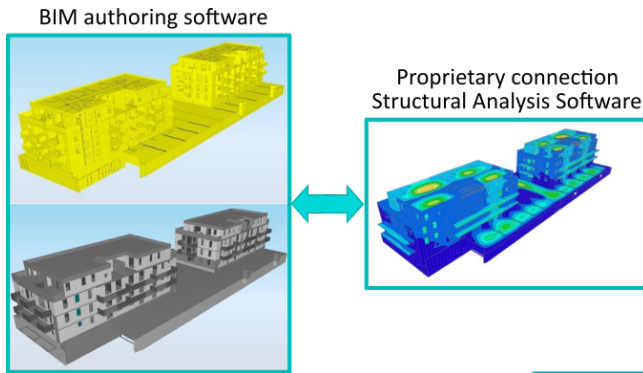 BIM authoring software
Proprietary connection
Structural Analysis Software